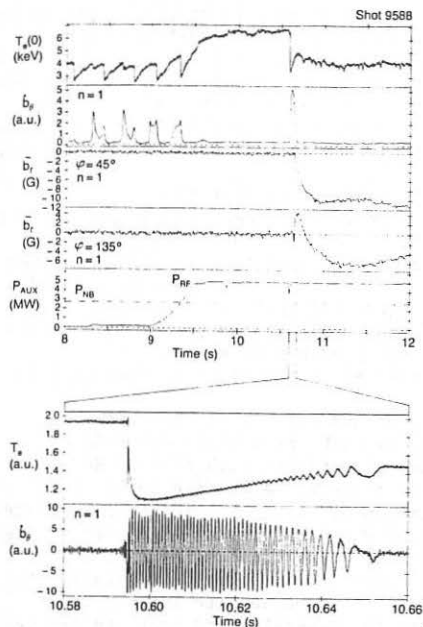 Shot 9588
Te(0)
(keV)
6
5
4
3
2
ḃθ
(a.u.)
n = 1
5
4
3
2
1
0
b̃r
(G)
φ = 45°
n = 1
0
-2
-4
-6
-8
-10
-12
b̃r
(G)
φ = 135°
n = 1
4
2
0
-2
-4
-6
PAUX
(MW)
PNB
PRF
5
4
3
2
1
0
8 9 10 11 12
Time (s)
Te
(a.u.)
2.0
1.8
1.6
1.4
1.2
ḃθ
(a.u.)
n = 1
10
5
0
-5
-10
10.58 10.60 10.62 10.64 10.66
Time (s)